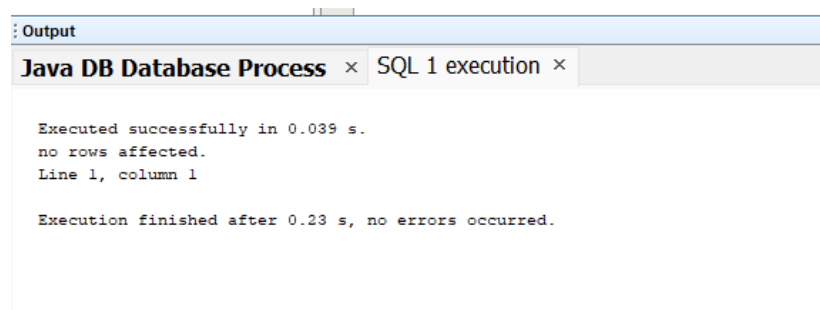 Output
Java DB Database Process × SQL 1 execution ×
Executed successfully in 0.039 s.
no rows affected.
Line 1, column 1
Execution finished after 0.23 s, no errors occurred.